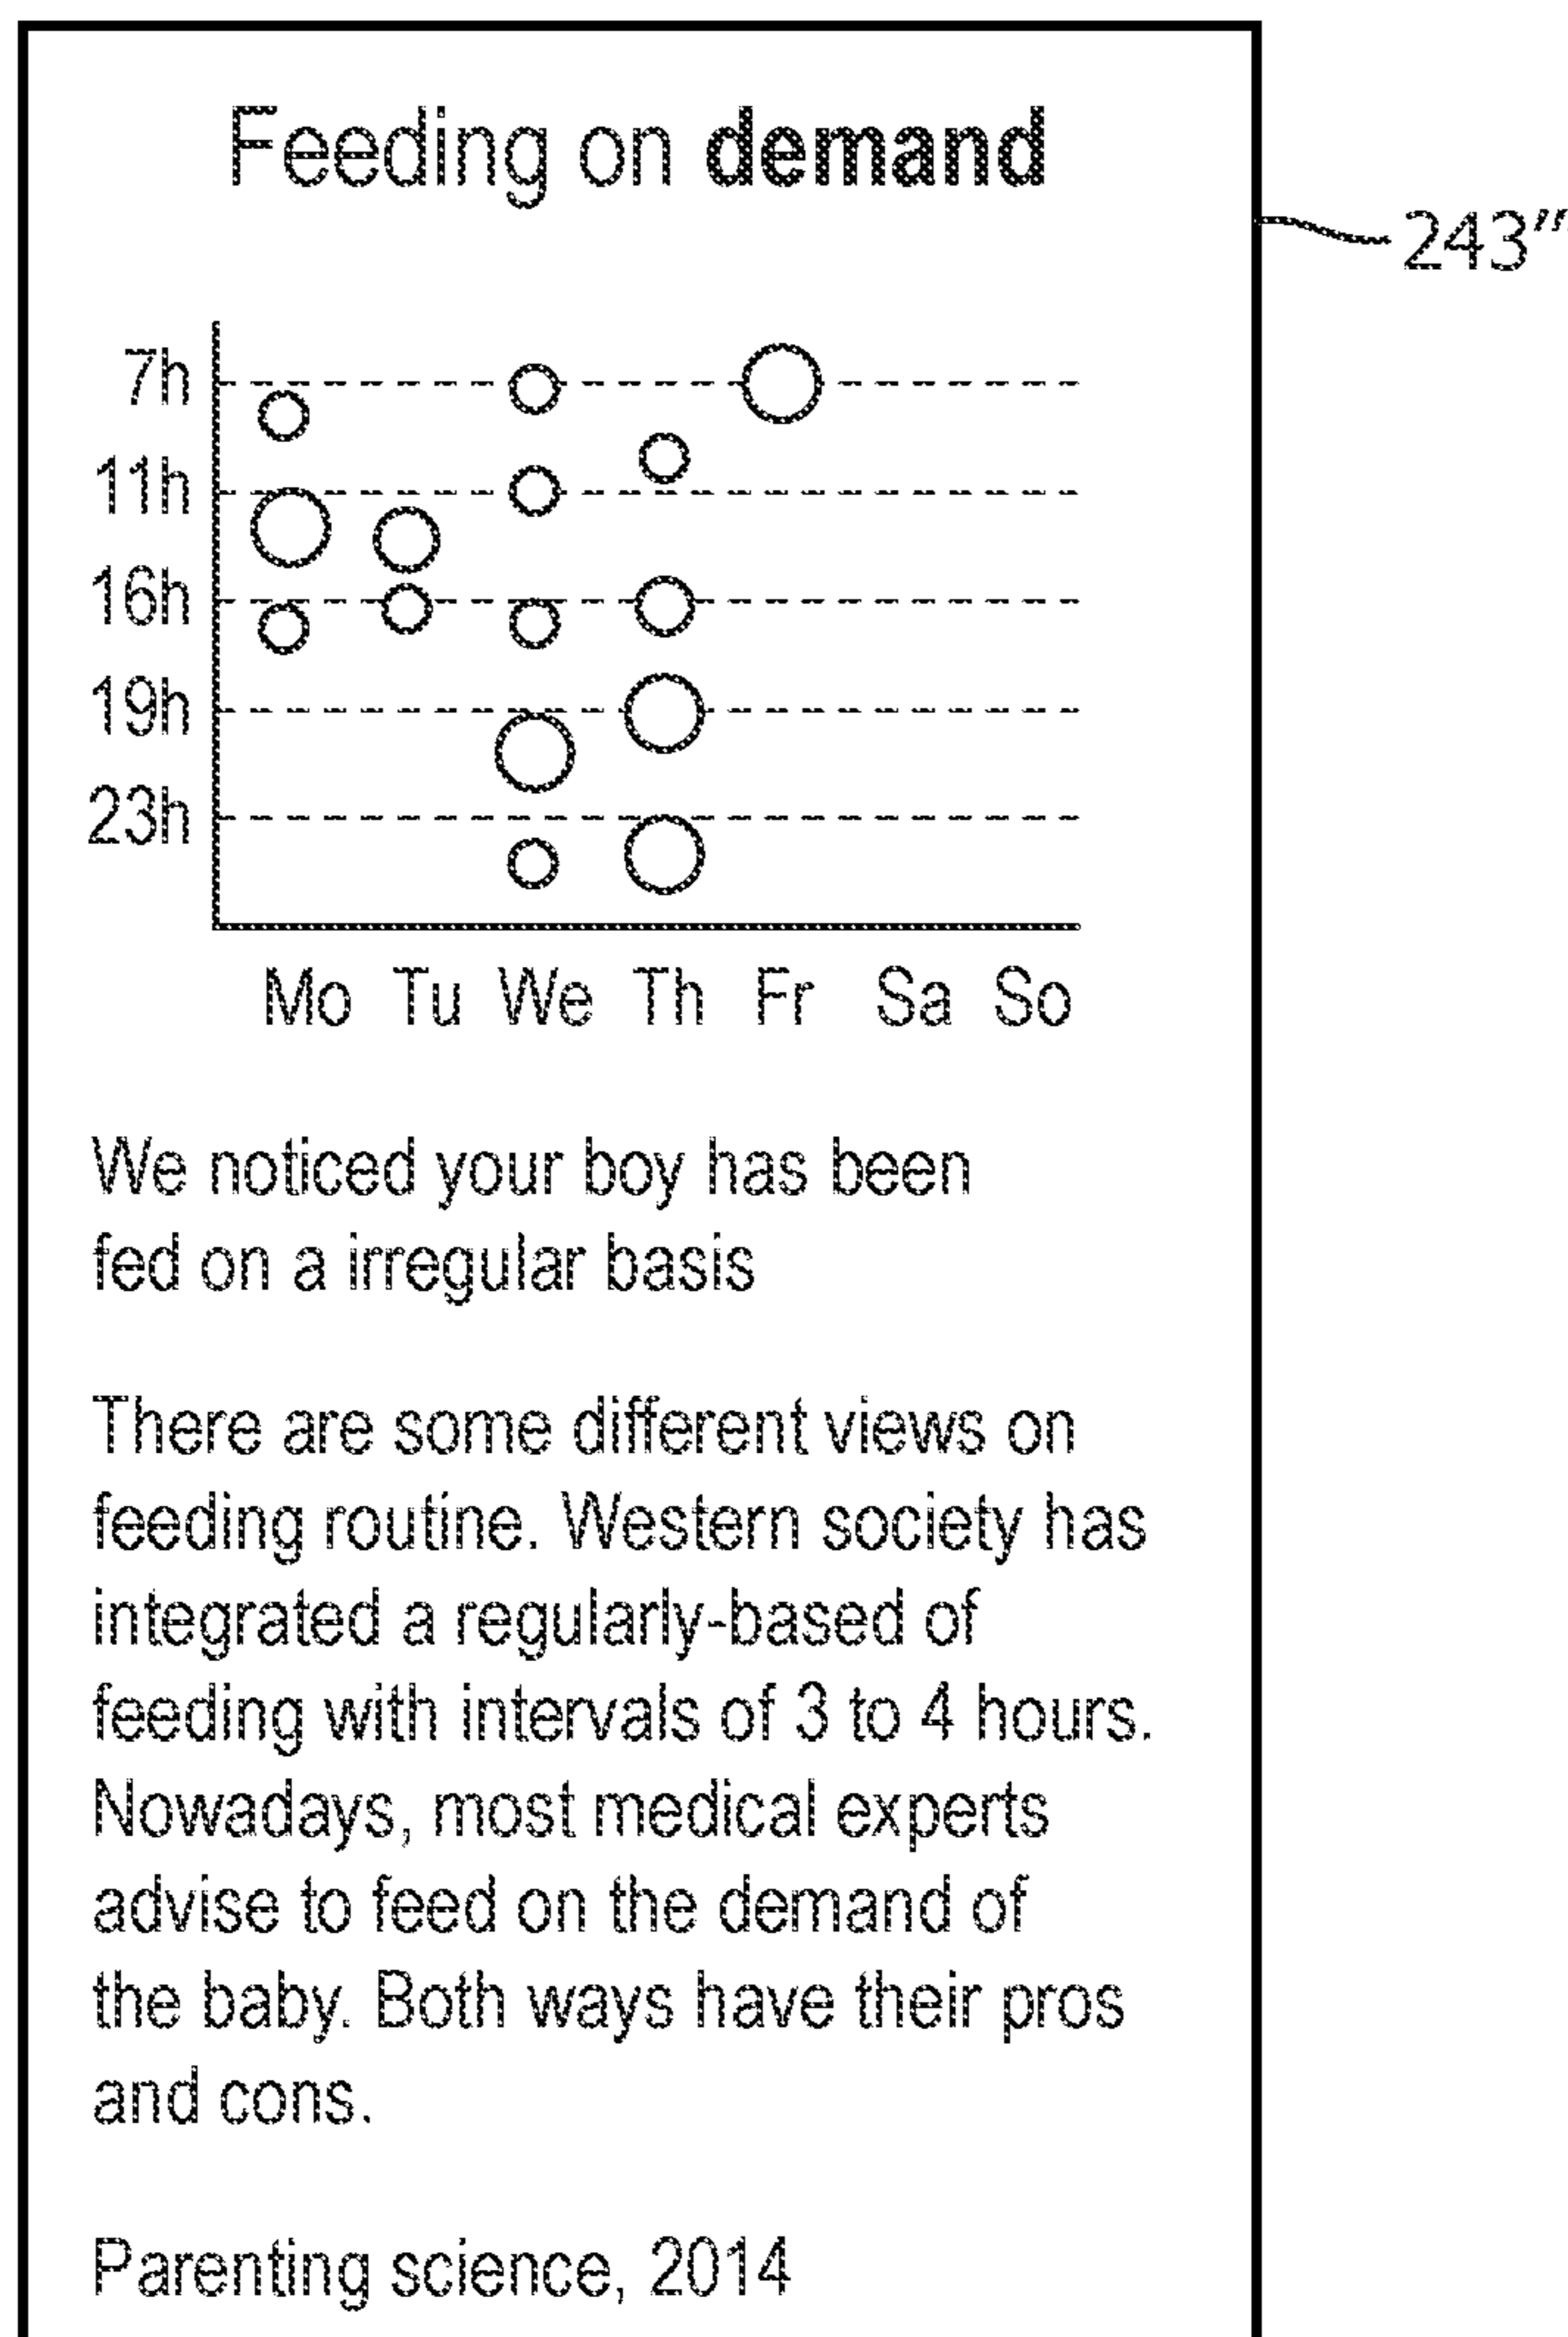 Feeding on demand
243'''
7h
11h
16h
19h
23h
Mo Tu We Th Fr Sa So
We noticed your boy has been
fed on a irregular basis
There are some different views on
feeding routine. Western society has
integrated a regularly-based of
feeding with intervals of 3 to 4 hours.
Nowadays, most medical experts
advise to feed on the demand of
the baby. Both ways have their pros
and cons.
Parenting science, 2014